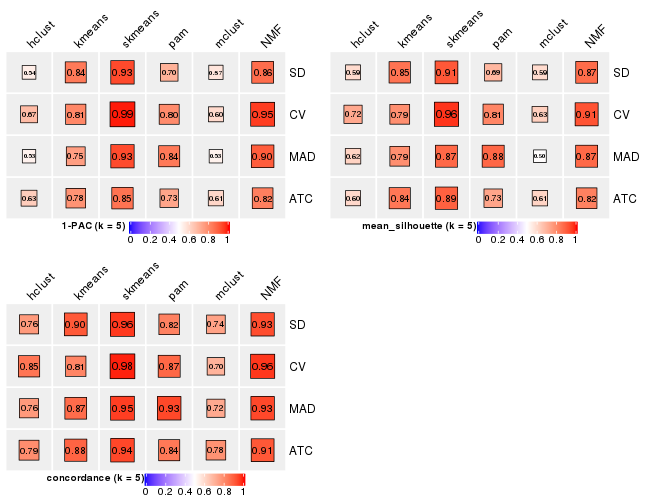 hclust kmeans skmeans pam mclust NMF
0.54 0.84 0.93 0.70 0.57 0.86 SD
0.67 0.81 0.99 0.80 0.60 0.95 CV
0.53 0.75 0.93 0.84 0.53 0.90 MAD
0.63 0.78 0.85 0.73 0.61 0.82 ATC
1-PAC (k = 5)
0 0.2 0.4 0.6 0.8 1
hclust kmeans skmeans pam mclust NMF
0.59 0.85 0.91 0.69 0.59 0.87 SD
0.72 0.79 0.96 0.81 0.63 0.91 CV
0.62 0.79 0.87 0.88 0.50 0.87 MAD
0.60 0.84 0.89 0.73 0.61 0.82 ATC
mean_silhouette (k = 5)
0 0.2 0.4 0.6 0.8 1
hclust kmeans skmeans pam mclust NMF
0.76 0.90 0.96 0.82 0.74 0.93 SD
0.85 0.81 0.98 0.87 0.70 0.96 CV
0.76 0.87 0.95 0.93 0.72 0.93 MAD
0.79 0.88 0.94 0.84 0.78 0.91 ATC
concordance (k = 5)
0 0.2 0.4 0.6 0.8 1